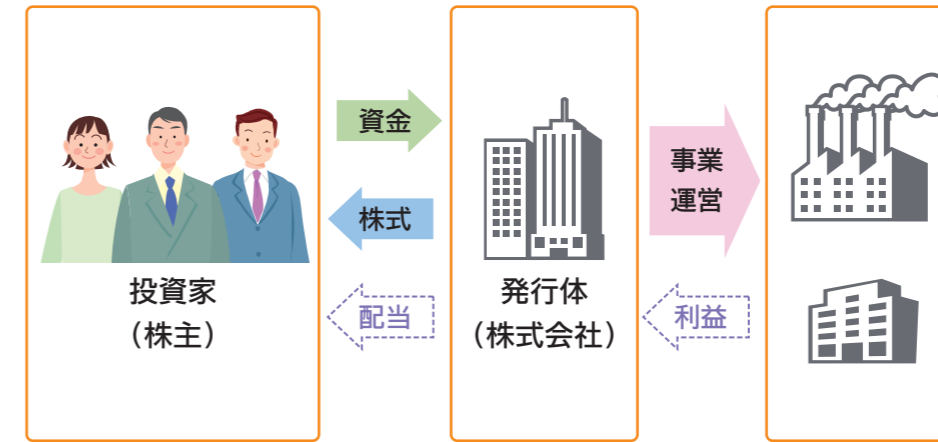 資金
株式
配当
投資家
（株主）
発行体
（株式会社）
事業
運営
利益